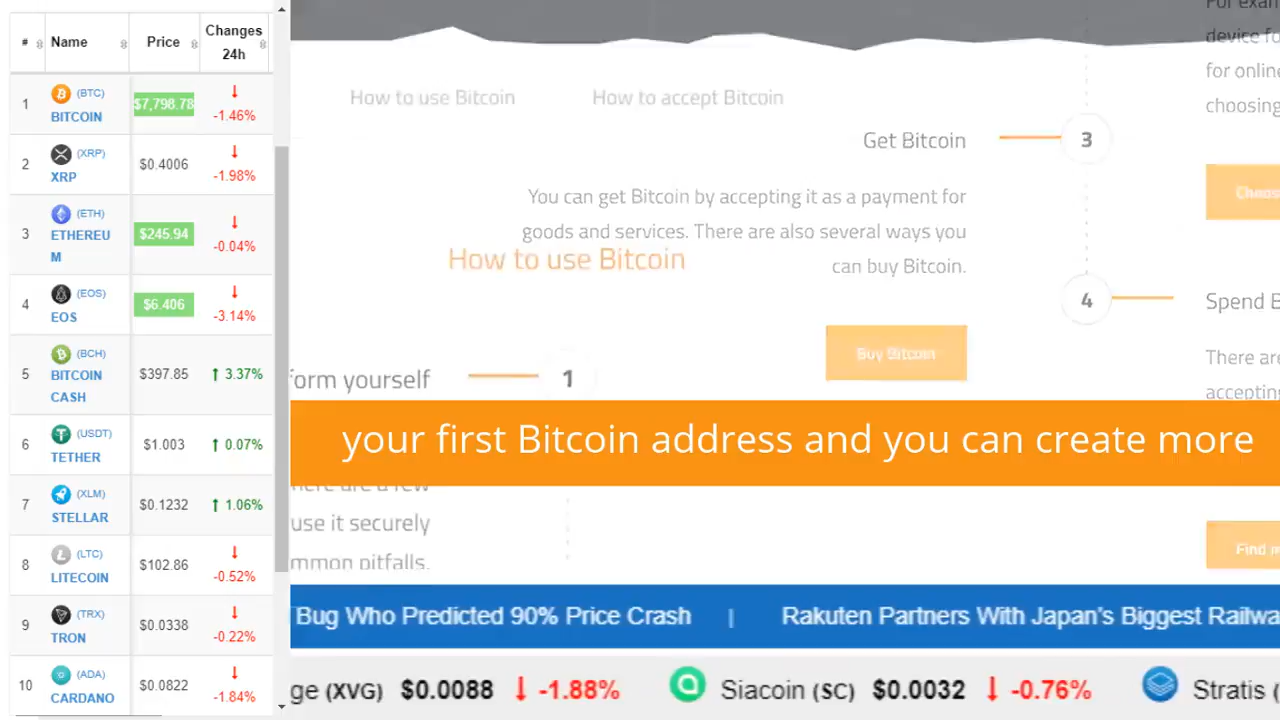 # Name Price Changes 24h
1 (BTC) BITCOIN $7,798.78 -1.46%
2 (XRP) XRP $0.4006 -1.98%
3 (ETH) ETHEREU M $245.94 -0.04%
4 (EOS) EOS $6.406 -3.14%
5 (BCH) BITCOIN CASH $397.85 3.37%
6 (USDT) TETHER $1.003 0.07%
7 (XLM) STELLAR $0.1232 1.06%
8 (LTC) LITECOIN $102.86 -0.52%
9 (TRX) TRON $0.0338 -0.22%
10 (ADA) CARDANO $0.0822 -1.84%
How to use Bitcoin
How to accept Bitcoin
Get Bitcoin
3
You can get Bitcoin by accepting it as a payment for
goods and services. There are also several ways you
can buy Bitcoin.
Buy Bitcoin
How to use Bitcoin
form yourself
1
use it securely
mmon pitfalls.
device fo
for online
choosing
Choos
4
Spend B
There are
accepting
Find m
your first Bitcoin address and you can create more
Bug Who Predicted 90% Price Crash | Rakuten Partners With Japan's Biggest Railwa
ge (XVG) $0.0088 -1.88% Siacoin (SC) $0.0032 -0.76% Stratis (